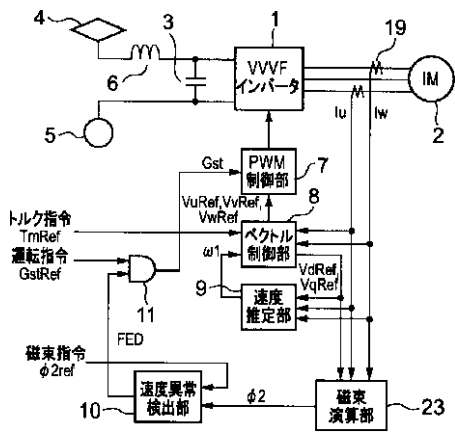 4
3
1
19
VVVF
インバータ
IM
6
5
2
Iu
Iw
Gst
PWM
制御部
7
VuRef,VvRef,
VwRef
8
トルク指令
TmRef
ベクトル
制御部
運転指令
GstRef
ω1
VdRef,
VqRef
11
9
速度
推定部
FED
磁束指令
φ2ref
速度異常
検出部
10
φ2
磁束
演算部
23